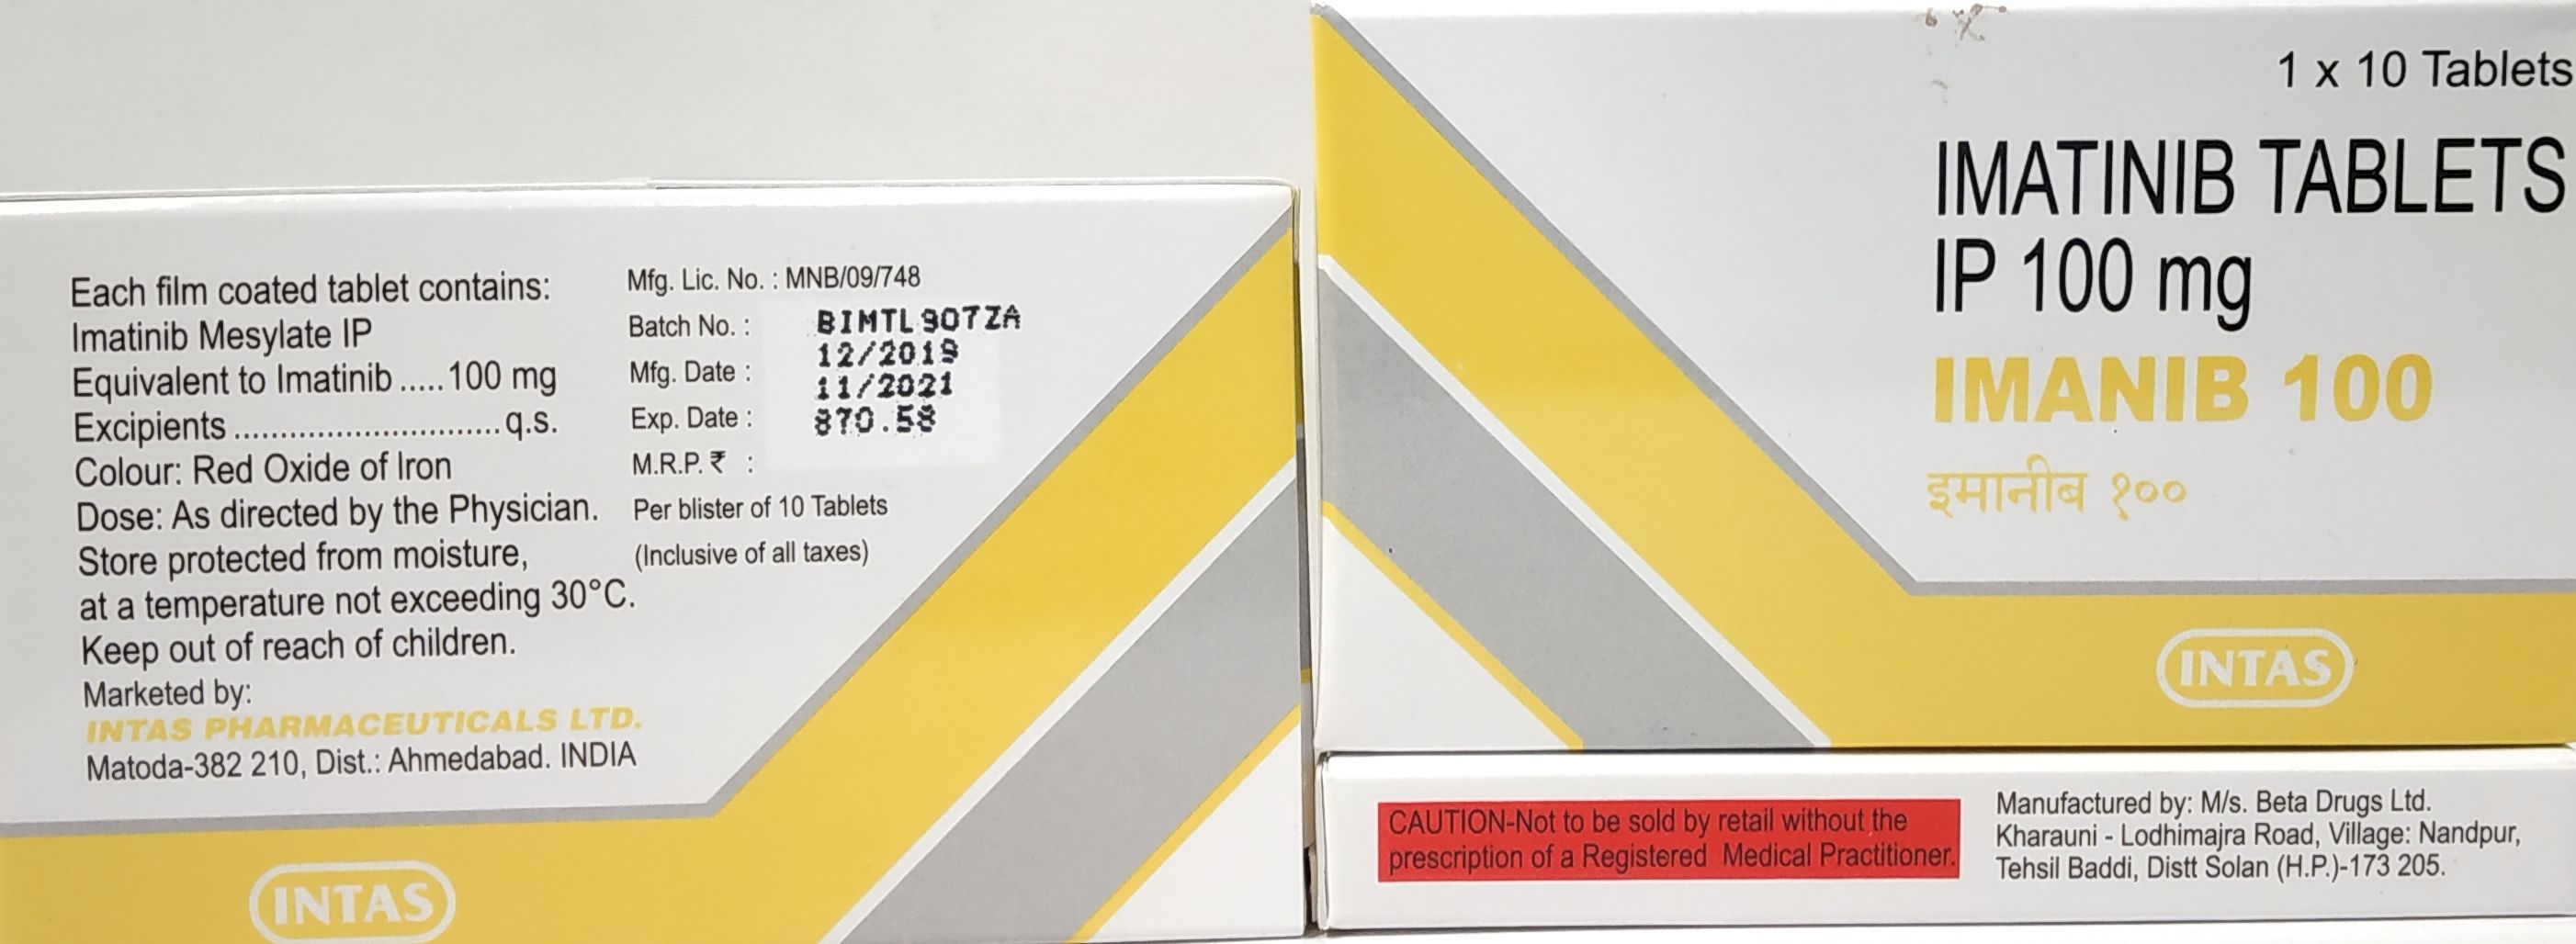 Each film coated tablet contains:
Imatinib Mesylate IP
Equivalent to Imatinib .....100 mg
Excipients .............................q.s.
Colour: Red Oxide of Iron
Dose: As directed by the Physician.
Store protected from moisture,
at a temperature not exceeding 30°C.
Keep out of reach of children.
Marketed by:
INTAS PHARMACEUTICALS LTD.
Matoda-382 210, Dist.: Ahmedabad. INDIA
Mfg. Lic. No. : MNB/09/748
Batch No. : BIMTL907ZA
Mfg. Date : 12/2019
Exp. Date : 11/2021
M.R.P. ₹ : 870.58
Per blister of 10 Tablets
(Inclusive of all taxes)
INTAS
1 x 10 Tablets
IMATINIB TABLETS
IP 100 mg
IMANIB 100
इमानीब १००
INTAS
CAUTION-Not to be sold by retail without the
prescription of a Registered Medical Practitioner.
Manufactured by: M/s. Beta Drugs Ltd.
Kharauni - Lodhimajra Road, Village: Nandpur,
Tehsil Baddi, Distt Solan (H.P.)-173 205.